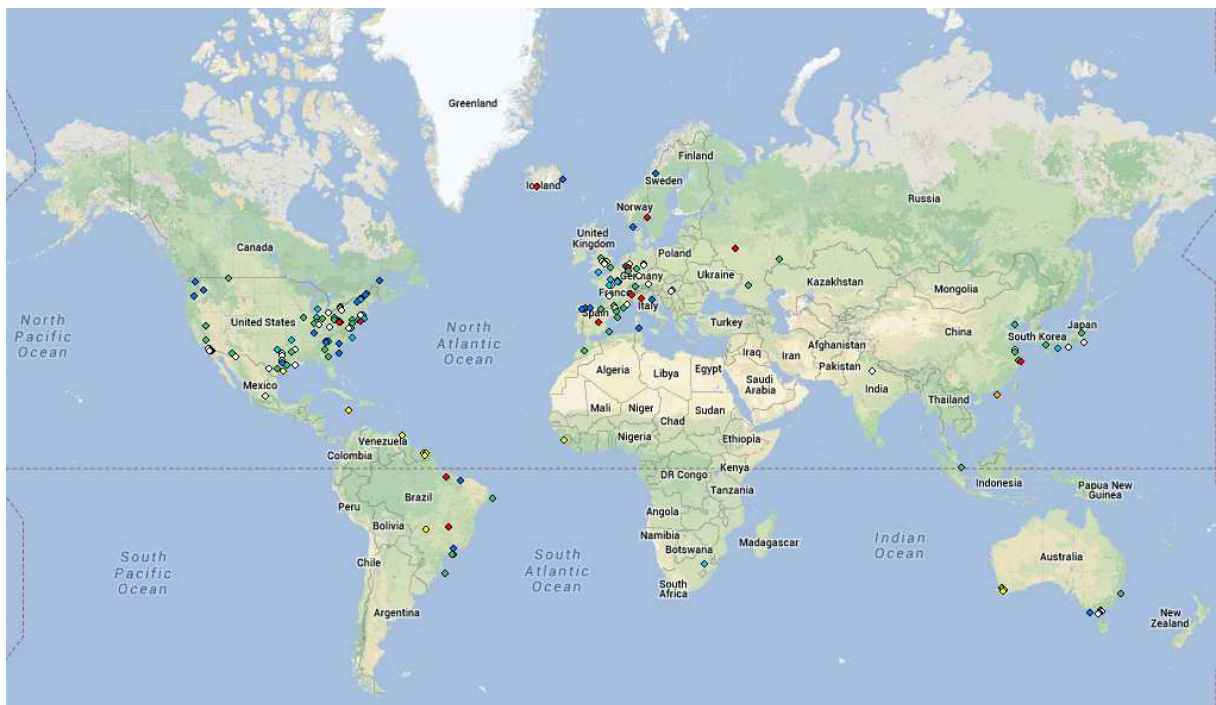 Greenland
Finland
Iceland
Sweden
Russia
Norway
Canada
United
Kingdom
Poland
Germany
Ukraine
Kazakhstan
Mongolia
France
Italy
North
Pacific
Ocean
United States
North
Atlantic
Ocean
Spain
Turkey
China
South Korea
Japan
Afghanistan
Iraq
Iran
Pakistan
Algeria
Libya
Egypt
Saudi
Arabia
India
Mexico
Mali
Niger
Sudan
Chad
Thailand
Venezuela
Nigeria
Ethiopia
Colombia
DR Congo
Kenya
Indonesia
Papua New
Guinea
Brazil
Tanzania
Peru
Angola
Bolivia
Namibia
Madagascar
Indian
Ocean
Botswana
Australia
South
Pacific
Ocean
Chile
South
Atlantic
Ocean
South
Africa
Argentina
New
Zealand